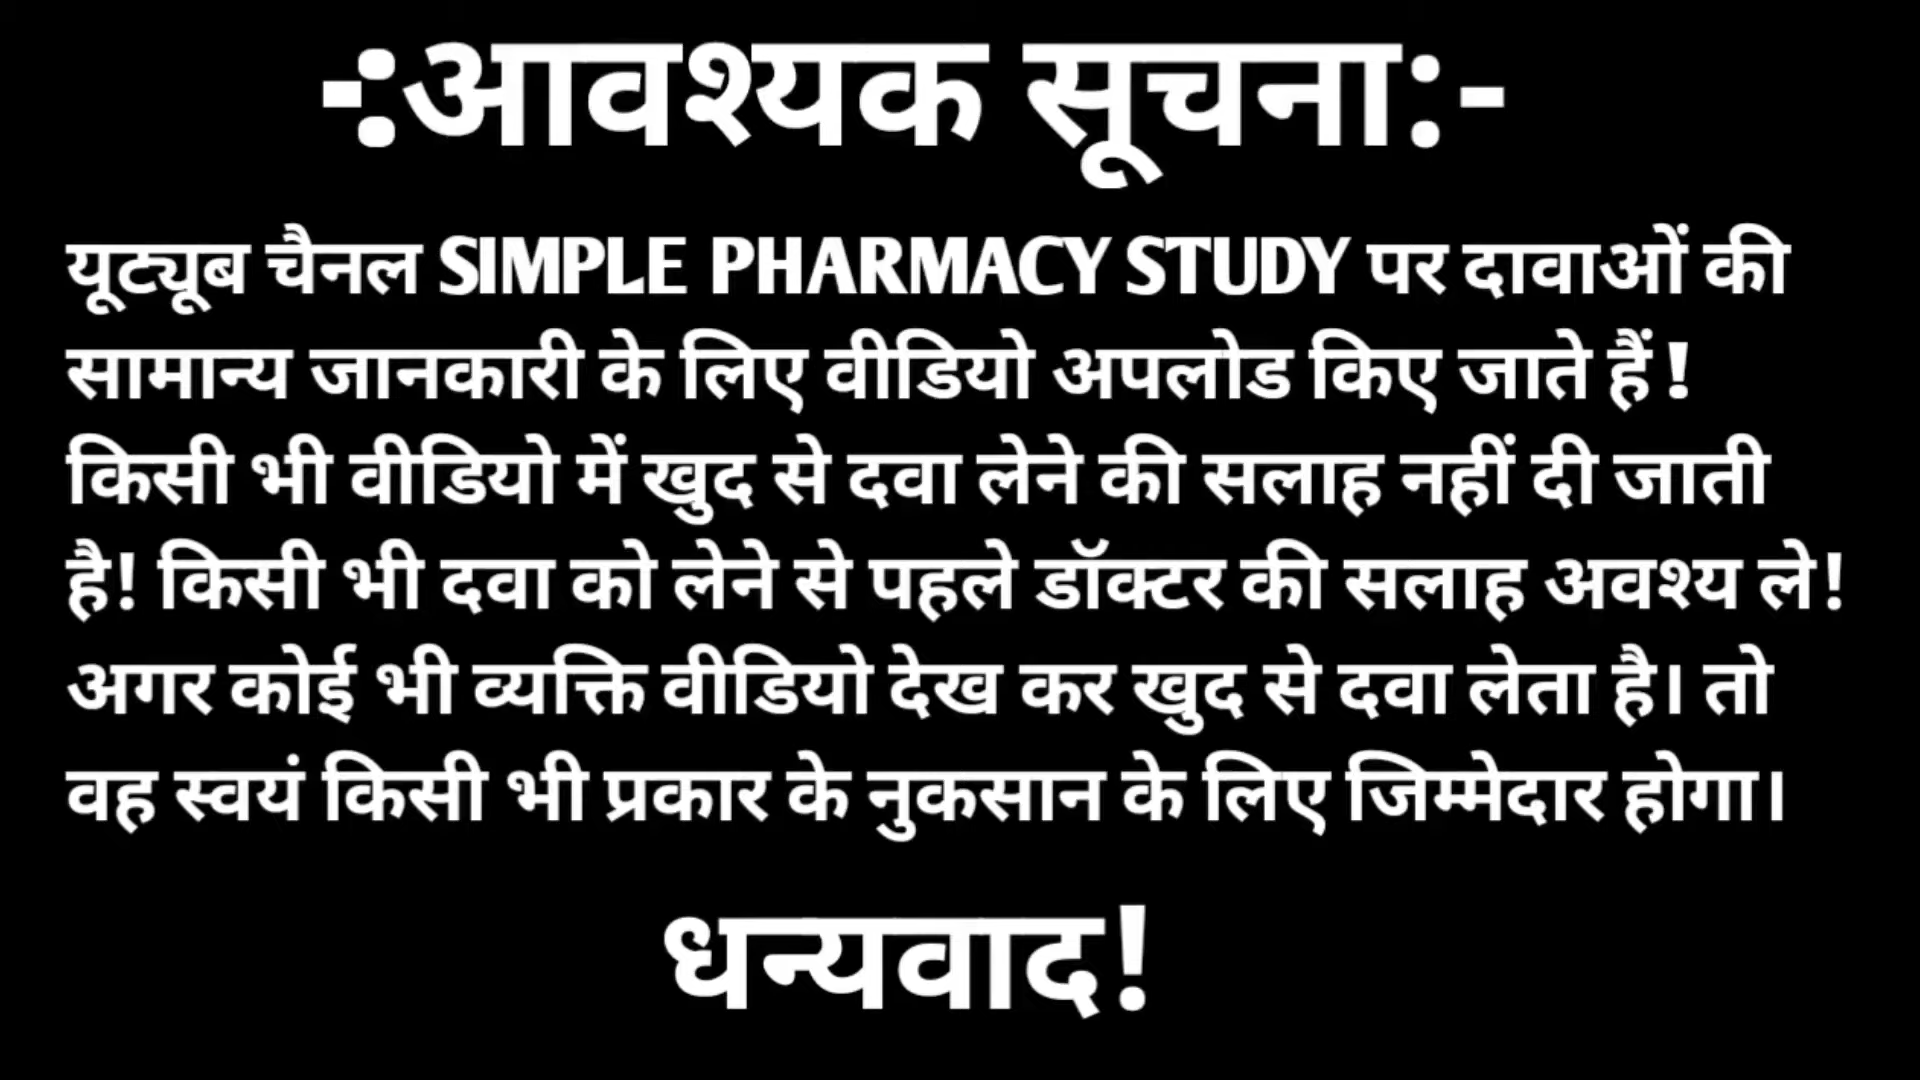 -:आवश्यक सूचना:-
यूट्यूब चैनल SIMPLE PHARMACY STUDY पर दावाओं की
सामान्य जानकारी के लिए वीडियो अपलोड किए जाते हैं !
किसी भी वीडियो में खुद से दवा लेने की सलाह नहीं दी जाती
है! किसी भी दवा को लेने से पहले डॉक्टर की सलाह अवश्य ले!
अगर कोई भी व्यक्ति वीडियो देख कर खुद से दवा लेता है। तो
वह स्वयं किसी भी प्रकार के नुकसान के लिए जिम्मेदार होगा।
धन्यवाद!